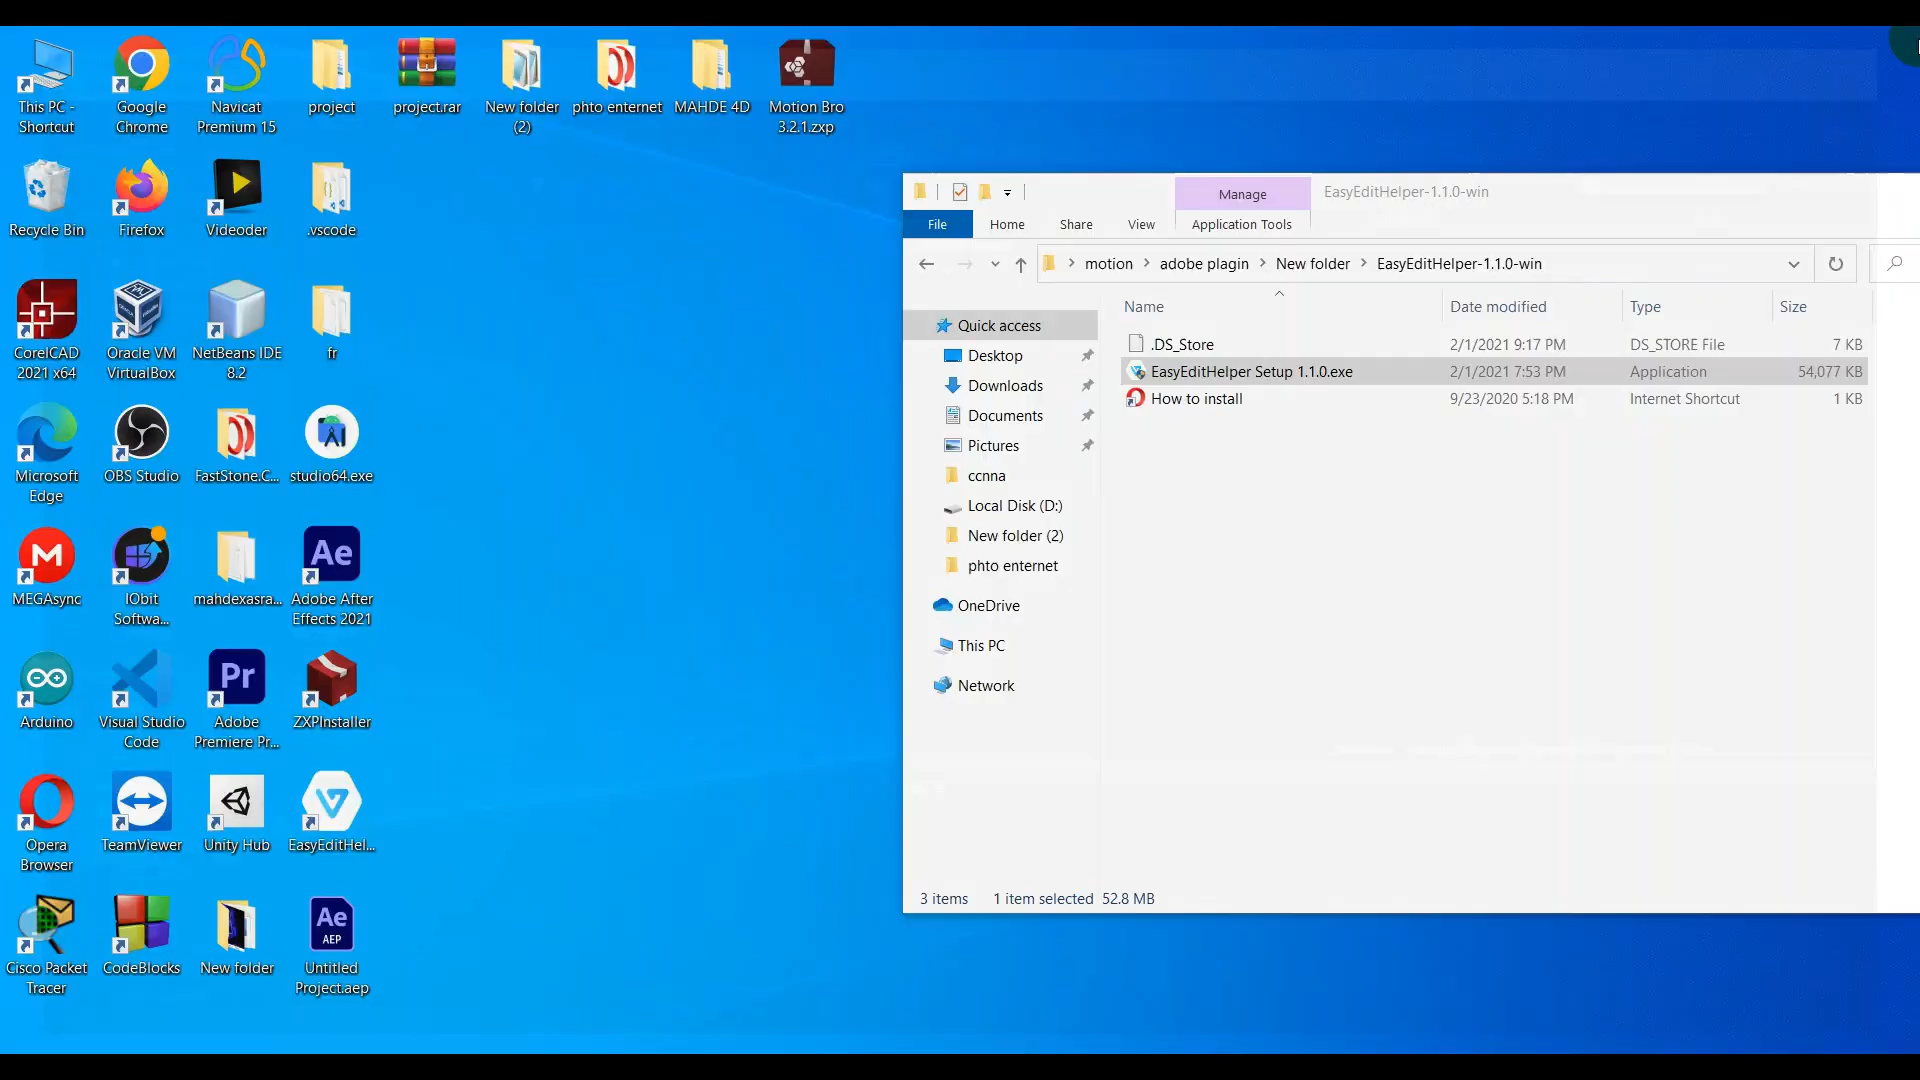 This PC -
Shortcut
Google
Chrome
Navicat
Premium 15
project
project.rar
New folder
(2)
phto enternet
MAHDE 4D
Motion Bro
3.2.1.zxp
Recycle Bin
Firefox
Videoder
.vscode
CorelCAD
2021 x64
Oracle VM
VirtualBox
NetBeans IDE
8.2
fr
Microsoft
Edge
OBS Studio
FastStone.C...
studio64.exe
MEGAsync
IObit
Softwa...
mahdexasra...
Ae
Adobe After
Effects 2021
Arduino
Visual Studio
Code
Pr
Adobe
Premiere Pr...
ZXPInstaller
Opera
Browser
TeamViewer
Unity Hub
EasyEditHel...
Cisco Packet
Tracer
CodeBlocks
New folder
Ae
AEP
Untitled
Project.aep
Manage
EasyEditHelper-1.1.0-win
File
Home
Share
View
Application Tools
motion
adobe plagin
New folder
EasyEditHelper-1.1.0-win
Name
Date modified
Type
Size
.DS_Store
2/1/2021 9:17 PM
DS_STORE File
7 KB
EasyEditHelper Setup 1.1.0.exe
2/1/2021 7:53 PM
Application
54,077 KB
How to install
9/23/2020 5:18 PM
Internet Shortcut
1 KB
Quick access
Desktop
Downloads
Documents
Pictures
ccnna
Local Disk (D:)
New folder (2)
phto enternet
OneDrive
This PC
Network
3 items
1 item selected 52.8 MB